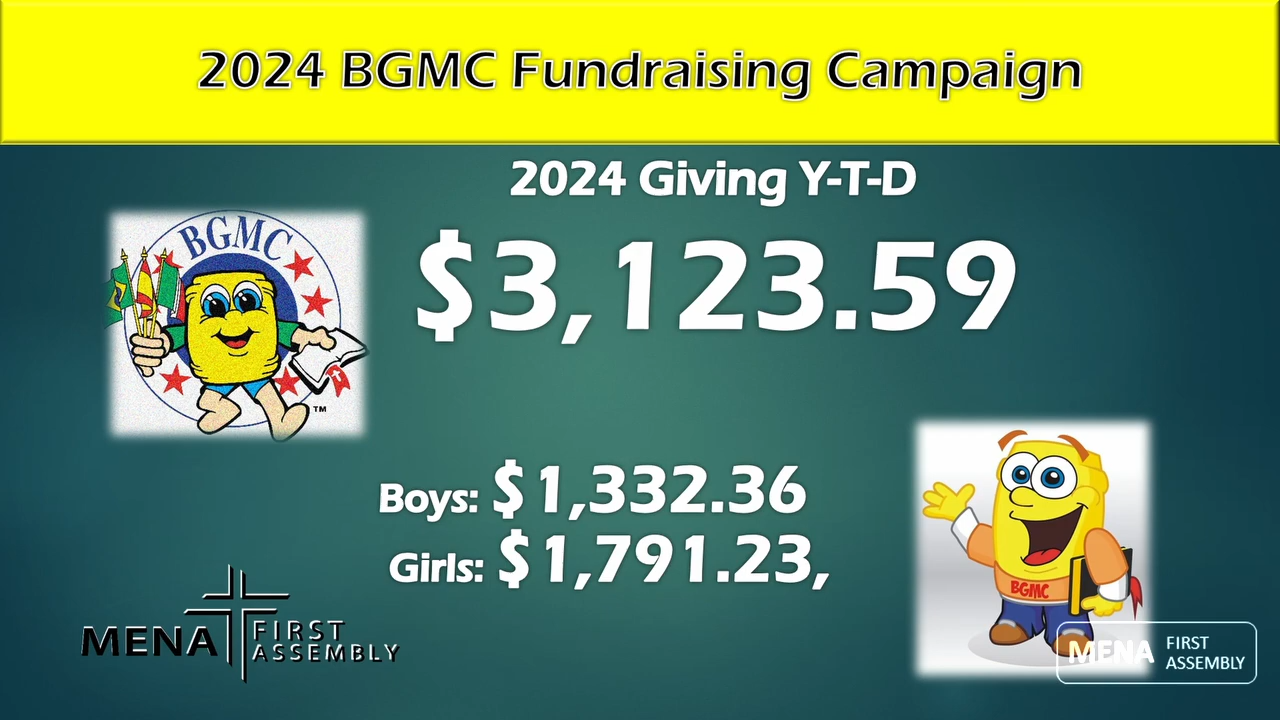 2024 BGMC Fundraising Campaign
2024 Giving Y-T-D
BGMC
$3,123.59
TM
Boys: $1,332.36
Girls: $1,791.23,
BGMC
MENA FIRST
ASSEMBLY
MENA FIRST
ASSEMBLY